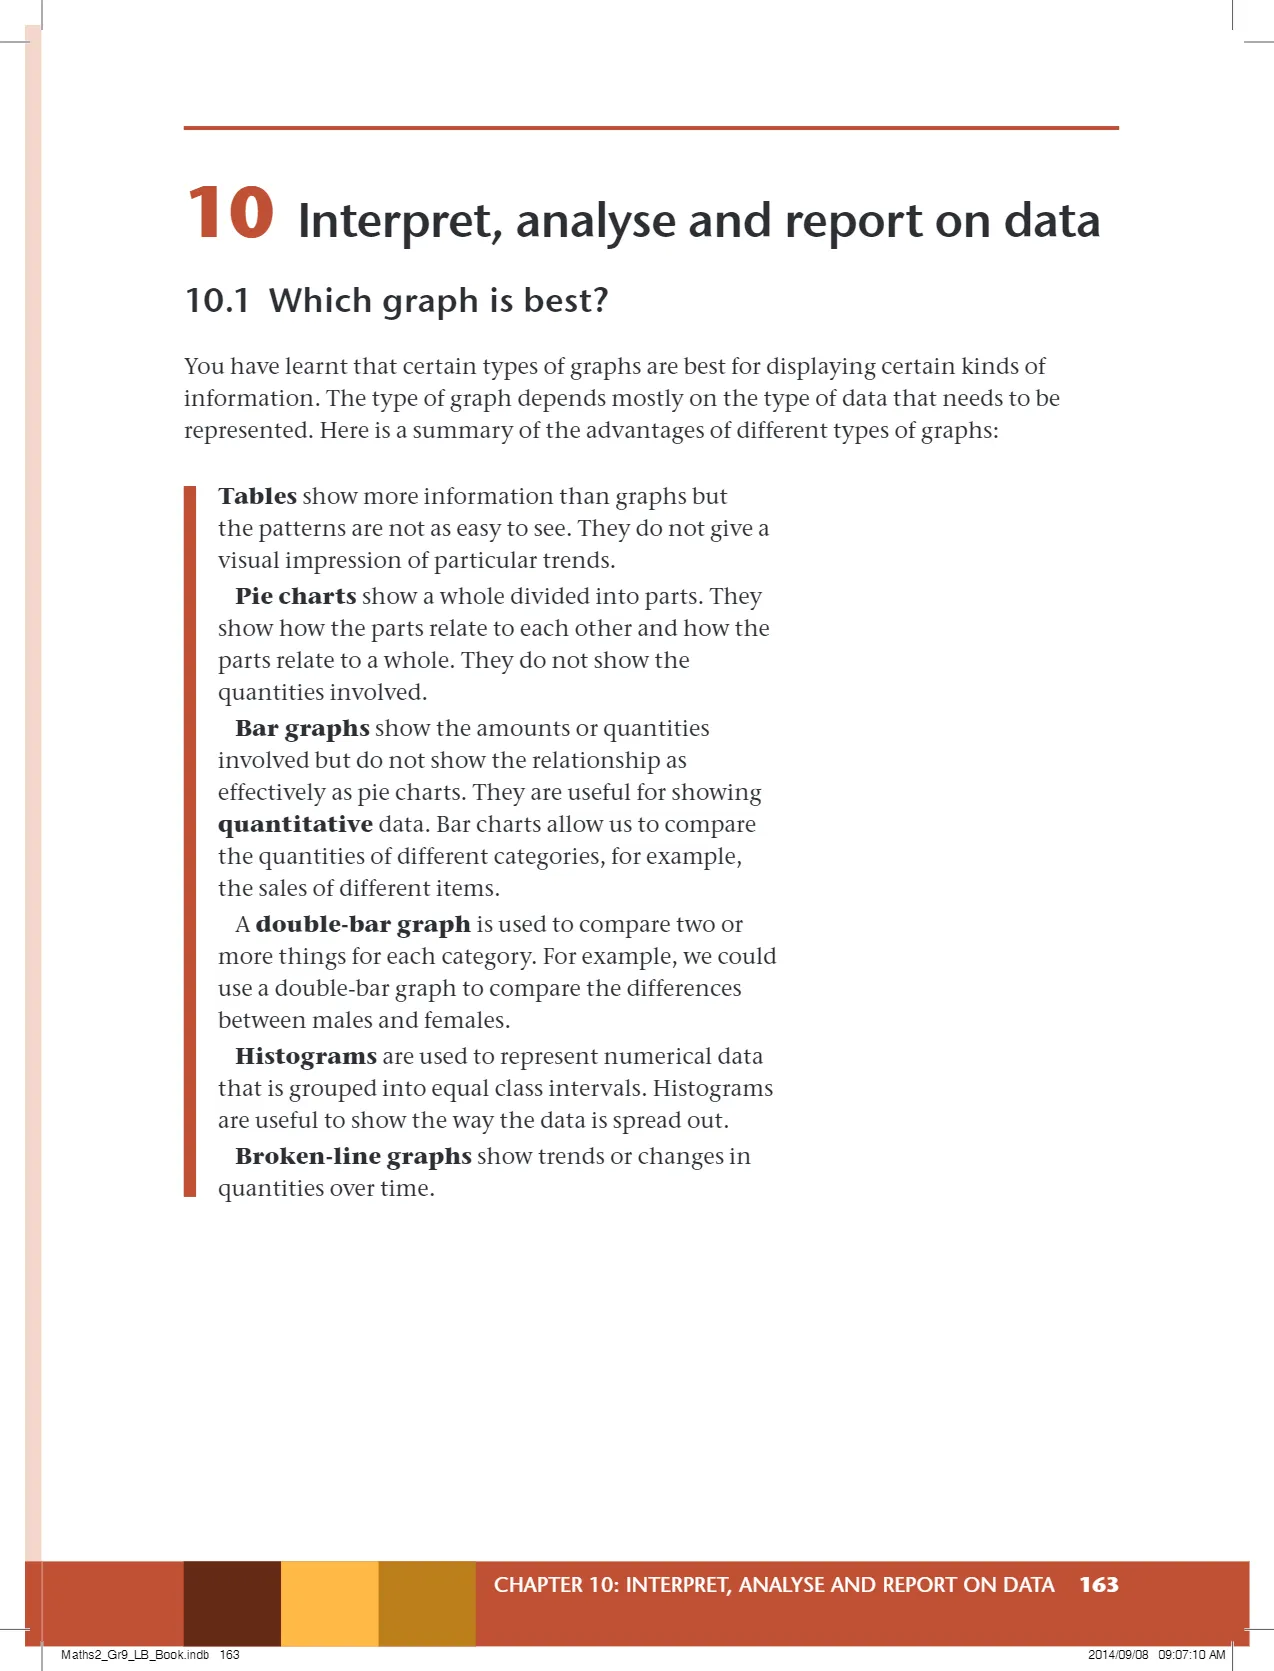 10 Interpret, analyse and report on data
10.1 Which graph is best?
You have learnt that certain types of graphs are best for displaying certain kinds of
information. The type of graph depends mostly on the type of data that needs to be
represented. Here is a summary of the advantages of different types of graphs:
Tables show more information than graphs but
the patterns are not as easy to see. They do not give a
visual impression of particular trends.
Pie charts show a whole divided into parts. They
show how the parts relate to each other and how the
parts relate to a whole. They do not show the
quantities involved.
Bar graphs show the amounts or quantities
involved but do not show the relationship as
effectively as pie charts. They are useful for showing
quantitative data. Bar charts allow us to compare
the quantities of different categories, for example,
the sales of different items.
A double-bar graph is used to compare two or
more things for each category. For example, we could
use a double-bar graph to compare the differences
between males and females.
Histograms are used to represent numerical data
that is grouped into equal class intervals. Histograms
are useful to show the way the data is spread out.
Broken-line graphs show trends or changes in
quantities over time.
CHAPTER 10: INTERPRET, ANALYSE AND REPORT ON DATA 163
Maths2_Gr9_LB_Book.indb 163 2014/09/08 09:07:10 AM